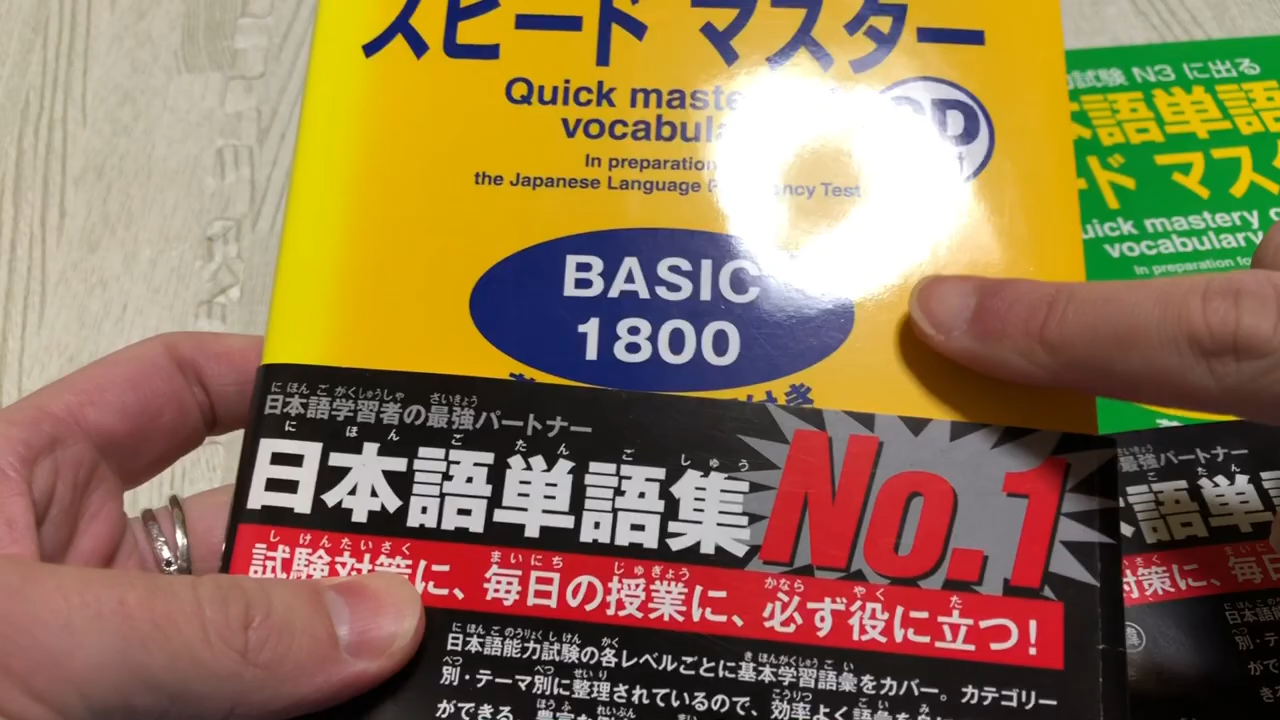 スピード マスター
Quick
vocabul
In preparation
the Japanese Language Test
BASIC
1800
日本語学習者の最強パートナー
日本語単語集 No.1
試験対策に、毎日の授業に、必ず役に立つ!
日本語能力試験の各レベルごとに基本学習語彙をカバー。カテゴリー
別・テーマ別に整理されているので、効率よく語彙を
ができる。
試験 N3 に出る
語単語
ド マス
Quick mastery
vocabulary
In preparation for
最強パートナー
語単
対策に、毎日
日本語
別・テ